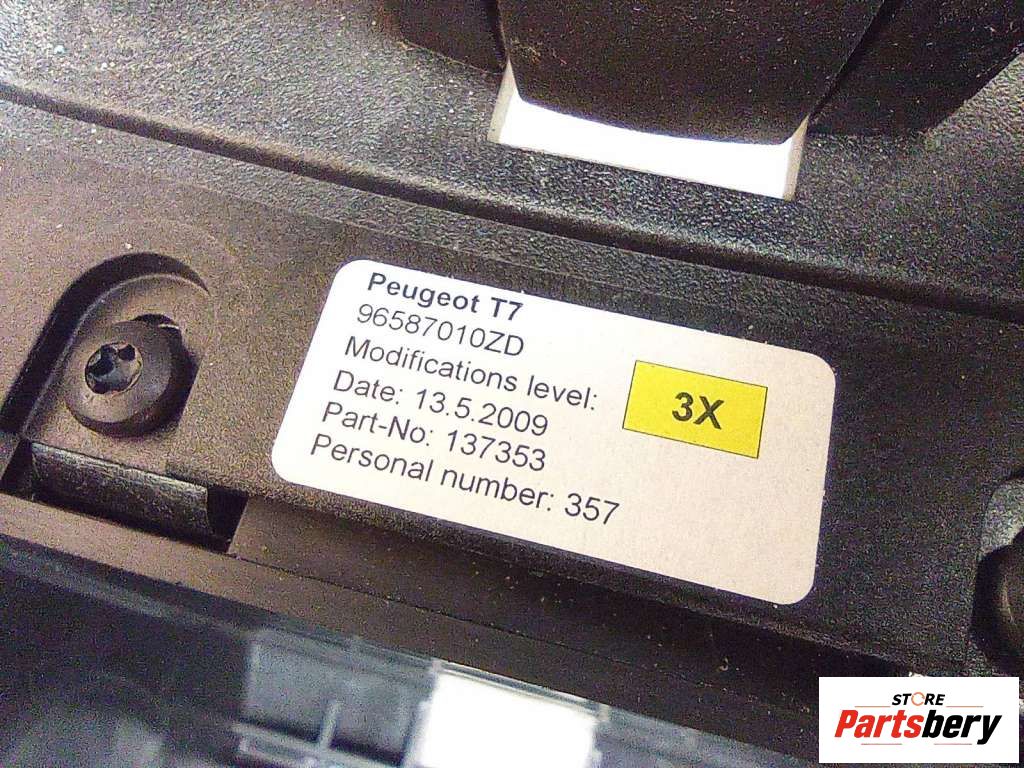 Peugeot T7
96587010ZD
Modifications level: 3X
Date: 13.5.2009
Part-No: 137353
Personal number: 357
STORE
Partsbery